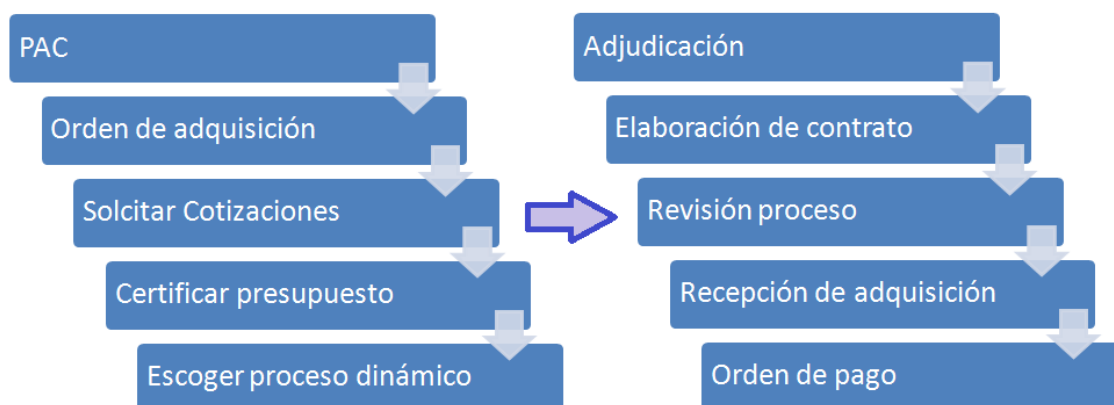 PAC
Orden de adquisición
Solcitar Cotizaciones
Certificar presupuesto
Escoger proceso dinámico
Adjudicación
Elaboración de contrato
Revisión proceso
Recepción de adquisición
Orden de pago